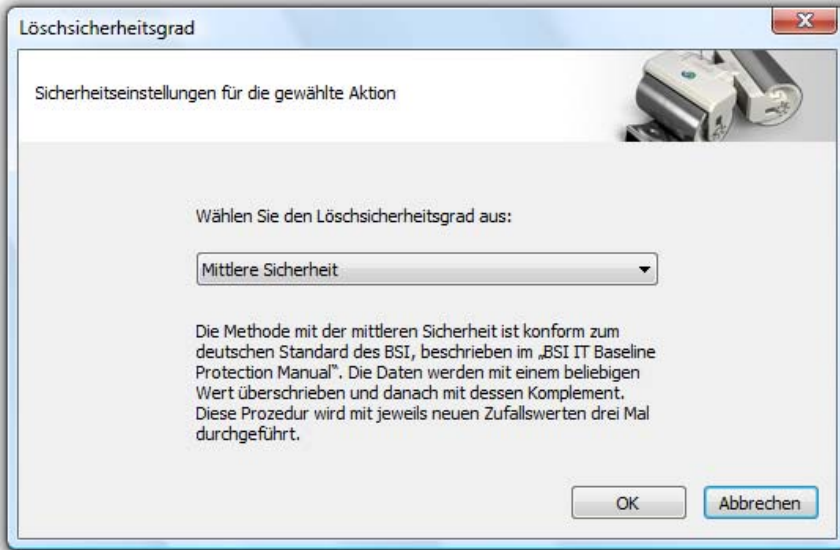 Löschsicherheitsgrad
Sicherheitseinstellungen für die gewählte Aktion
Wählen Sie den Löschsicherheitsgrad aus:
Mittlere Sicherheit
Die Methode mit der mittleren Sicherheit ist konform zum
deutschen Standard des BSI, beschrieben im „BSI IT Baseline
Protection Manual“. Die Daten werden mit einem beliebigen
Wert überschrieben und danach mit dessen Komplement.
Diese Prozedur wird mit jeweils neuen Zufallswerten drei Mal
durchgeführt.
OK
Abbrechen